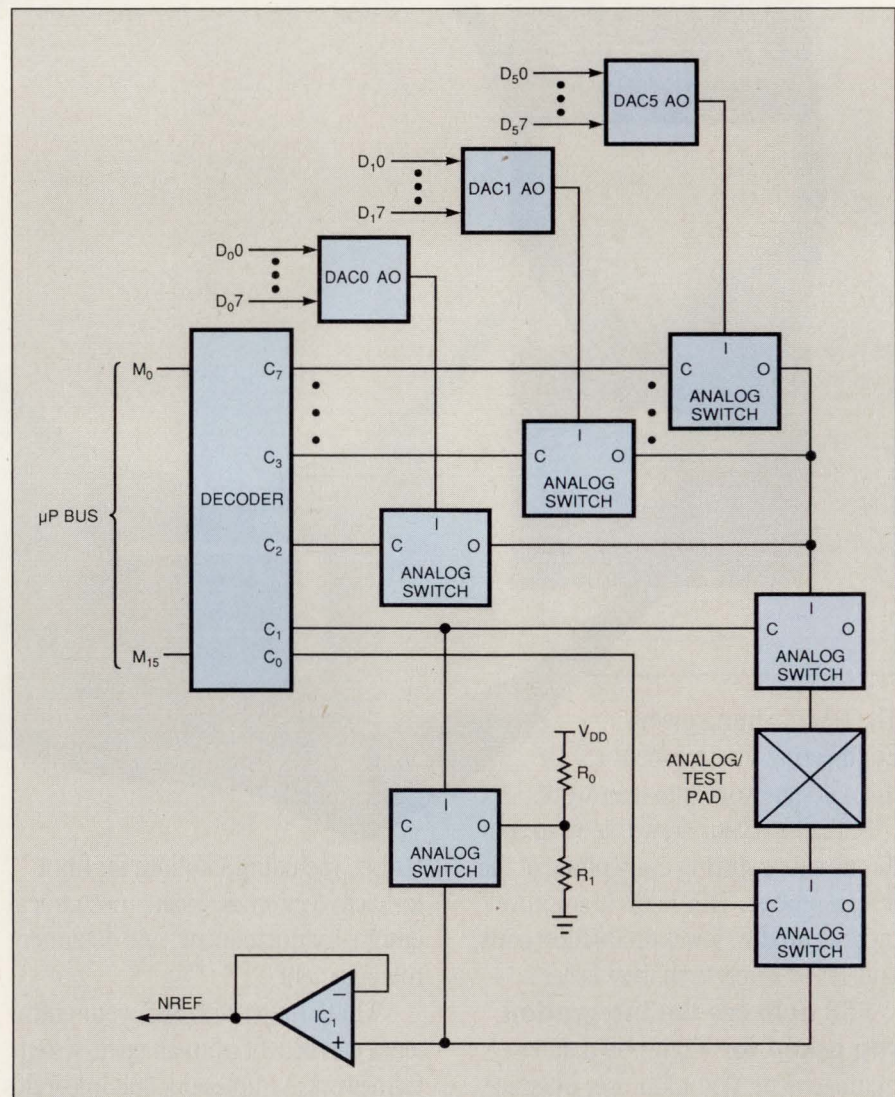 D₅0
D₅7
DAC5 AO
D₁0
D₁7
DAC1 AO
D₀0
D₀7
DAC0 AO
µP BUS
M₀
M₁₅
DECODER
C₇
C₃
C₂
C₁
C₀
I
C O
ANALOG
SWITCH
I
C O
ANALOG
SWITCH
I
C O
ANALOG
SWITCH
I
C O
ANALOG
SWITCH
V_DD
R₀
R₁
ANALOG/
TEST
PAD
I
C O
ANALOG
SWITCH
I
C O
ANALOG
SWITCH
NREF
−
IC₁
+